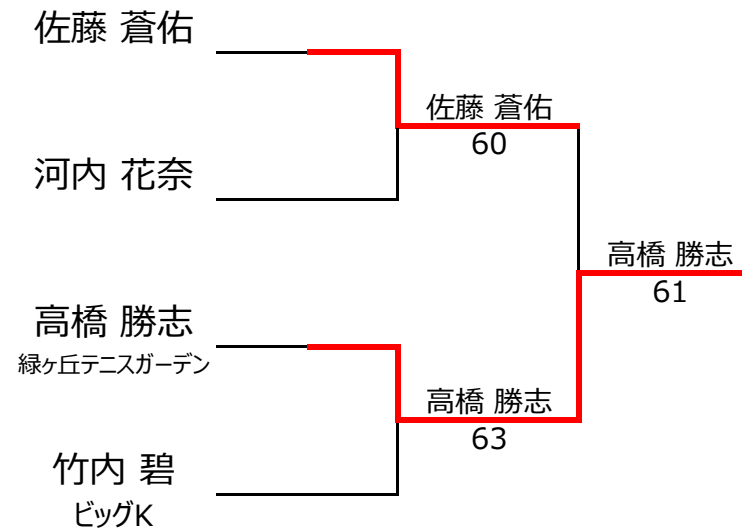 佐藤 蒼佑
河内 花奈
高橋 勝志
緑ヶ丘テニスガーデン
竹内 碧
ビッグK
佐藤 蒼佑
60
高橋 勝志
63
高橋 勝志
61